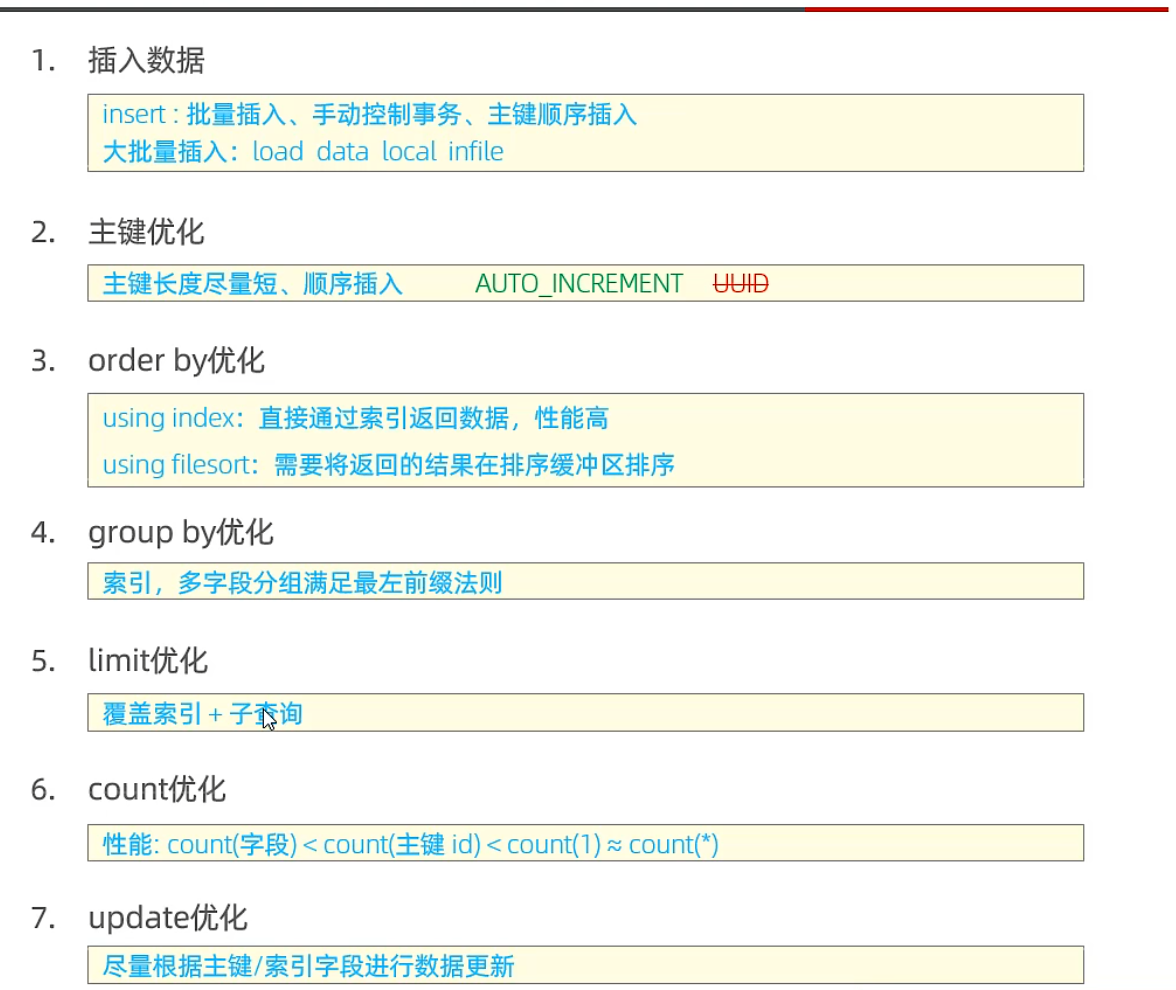 1. 插入数据
insert : 批量插入、手动控制事务、主键顺序插入
大批量插入：load data local infile
2. 主键优化
主键长度尽量短、顺序插入 AUTO_INCREMENT UUID
3. order by优化
using index：直接通过索引返回数据，性能高
using filesort：需要将返回的结果在排序缓冲区排序
4. group by优化
索引，多字段分组满足最左前缀法则
5. limit优化
覆盖索引 + 子查询
6. count优化
性能: count(字段) < count(主键 id) < count(1) ≈ count(*)
7. update优化
尽量根据主键/索引字段进行数据更新